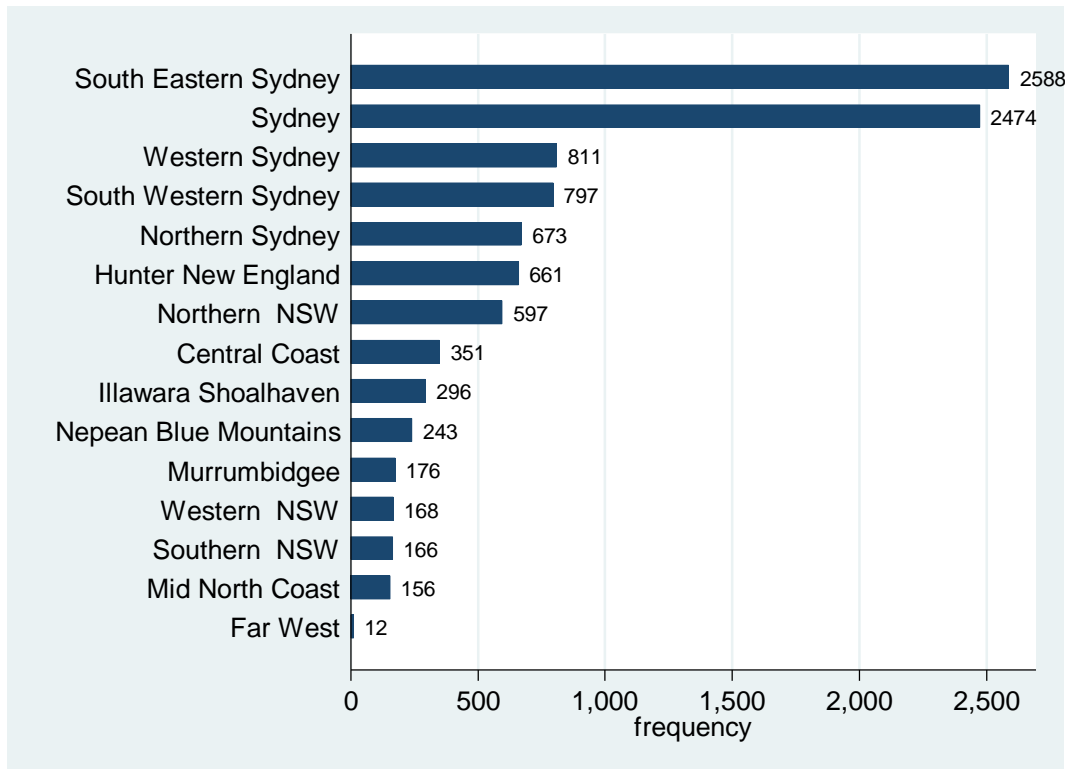 South Eastern Sydney 2588
Sydney 2474
Western Sydney 811
South Western Sydney 797
Northern Sydney 673
Hunter New England 661
Northern  NSW 597
Central Coast 351
Illawara Shoalhaven 296
Nepean Blue Mountains 243
Murrumbidgee 176
Western  NSW 168
Southern  NSW 166
Mid North Coast 156
Far West 12
0 500 1,000 1,500 2,000 2,500
frequency